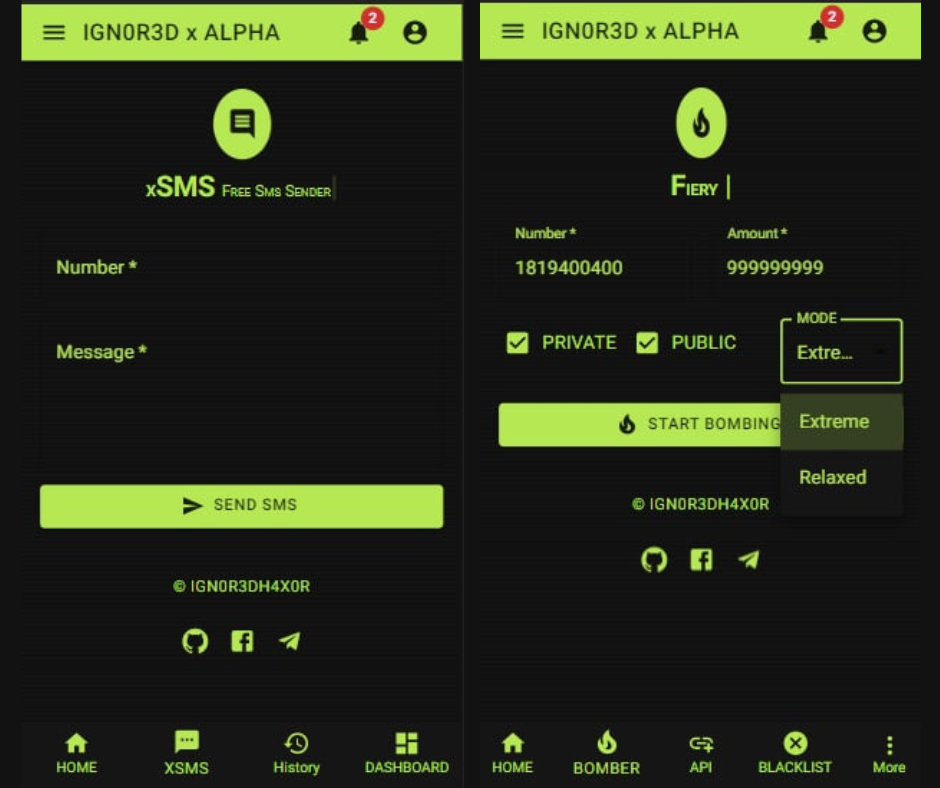 IGN0R3D x ALPHA
2
xSMS Free Sms Sender
Number *
Message *
SEND SMS
© IGN0R3DH4X0R
HOME
XSMS
History
DASHBOARD
IGN0R3D x ALPHA
2
Fiery
Number *
Amount *
1819400400
999999999
PRIVATE
PUBLIC
MODE
Extre...
START BOMBING
Extreme
Relaxed
© IGN0R3DH4X0R
HOME
BOMBER
API
BLACKLIST
More